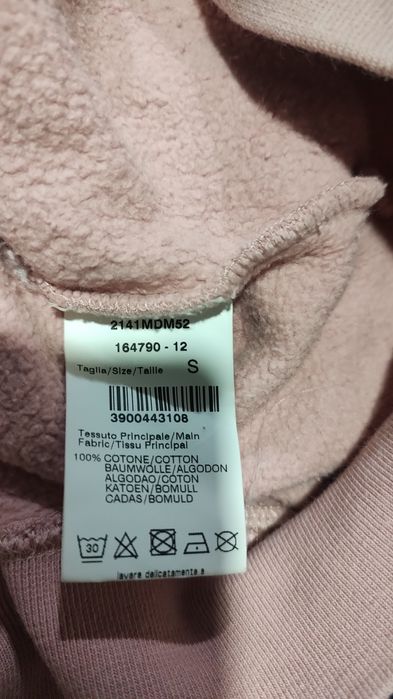 2141MDM52
164790 - 12
Taglia/Size/Taille S
3900443108
Tessuto Principale/Main
Fabric/Tissu Principal
100% COTONE/COTTON
BAUMWOLLE/ALGODON
ALGODAO/COTON
KATOEN/BOMULL
CADAS/BOMULD
30
lavare delicatamente a